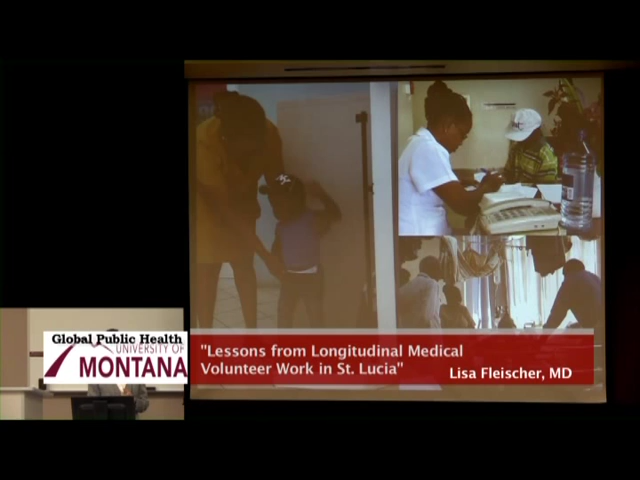 Global Public Health
UNIVERSITY OF
MONTANA
"Lessons from Longitudinal Medical
Volunteer Work in St. Lucia"
Lisa Fleischer, MD